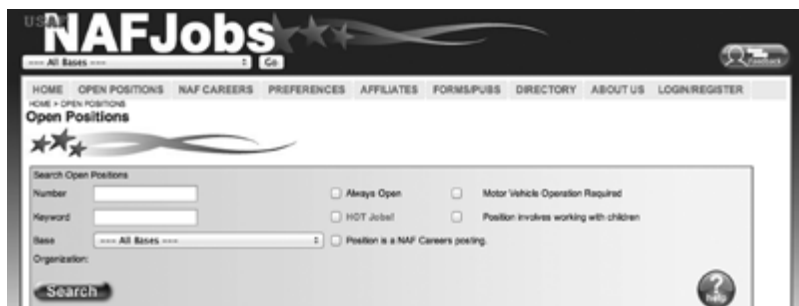 USAF
NAFJobs
--- All Bases --- Go
Feedback
HOME OPEN POSITIONS NAF CAREERS PREFERENCES AFFILIATES FORMS/PUBS DIRECTORY ABOUT US LOGIN/REGISTER
HOME > OPEN POSITIONS
Open Positions
Search Open Positions
Number Always Open Motor Vehicle Operation Required
Keyword HOT Jobs! Position involves working with children
Base --- All Bases --- Position is a NAF Careers posting.
Organization:
Search
? help